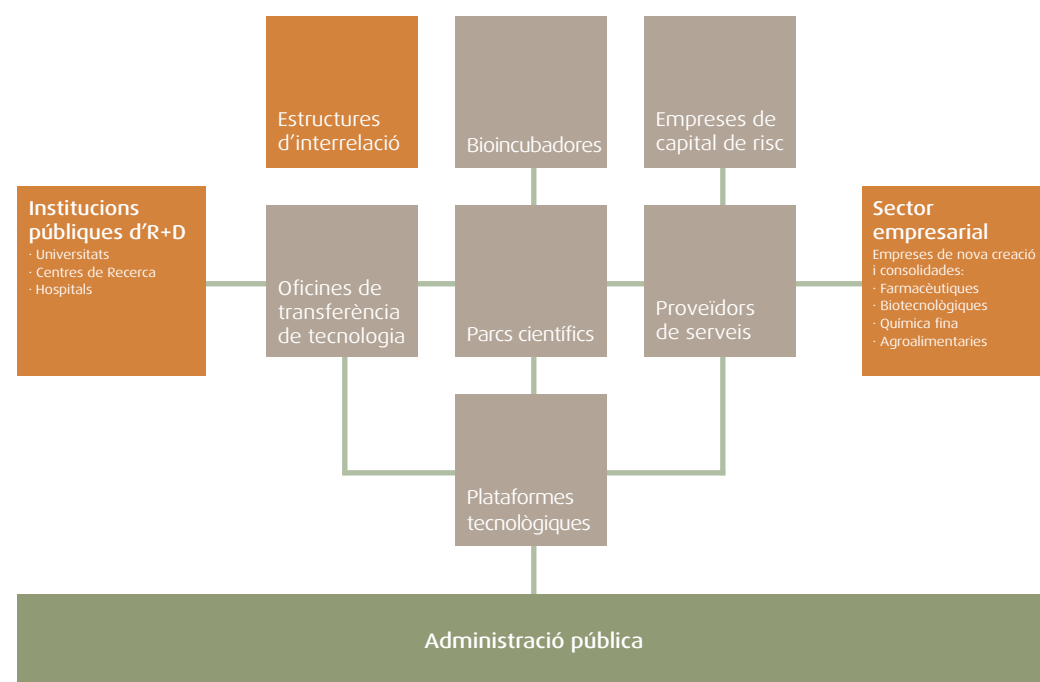 Estructures
d'interrelació
Bioincubadores
Empreses de
capital de risc
Institucions
públiques d'R+D
· Universitats
· Centres de Recerca
· Hospitals
Oficines de
transferència
de tecnologia
Parcs científics
Proveïdors
de serveis
Sector
empresarial
Empreses de nova creació
i consolidades:
· Farmacèutiques
· Biotecnològiques
· Química fina
· Agroalimentaries
Plataformes
tecnològiques
Administració pública